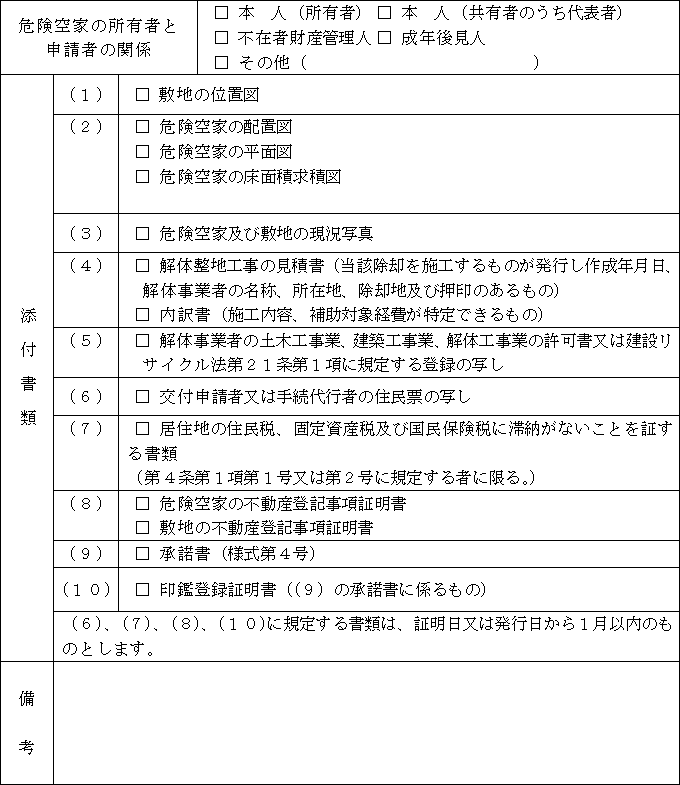 危険空家の所有者と
申請者の関係
□ 本　人（所有者）□ 本　人（共有者のうち代表者）
□ 不在者財産管理人 □ 成年後見人
□ その他（　　　　　　　　　　　　　　　）
添付書類
（１） □ 敷地の位置図
（２） □ 危険空家の配置図
□ 危険空家の平面図
□ 危険空家の床面積求積図
（３） □ 危険空家及び敷地の現況写真
（４） □ 解体整地工事の見積書（当該除却を施工するものが発行し作成年月日、
解体事業者の名称、所在地、除却地及び押印のあるもの）
□ 内訳書（施工内容、補助対象経費が特定できるもの）
（５） □ 解体事業者の土木工事業、建築工事業、解体工事業の許可書又は建設リ
サイクル法第２１条第１項に規定する登録の写し
（６） □ 交付申請者又は手続代行者の住民票の写し
（７） □ 居住地の住民税、固定資産税及び国民保険税に滞納がないことを証す
る書類
（第４条第１項第１号又は第２号に規定する者に限る。）
（８） □ 危険空家の不動産登記事項証明書
□ 敷地の不動産登記事項証明書
（９） □ 承諾書（様式第４号）
（１０） □ 印鑑登録証明書（（９）の承諾書に係るもの）
（６）、（７）、（８）、（１０）に規定する書類は、証明日又は発行日から１月以内のも
のとします。
備考